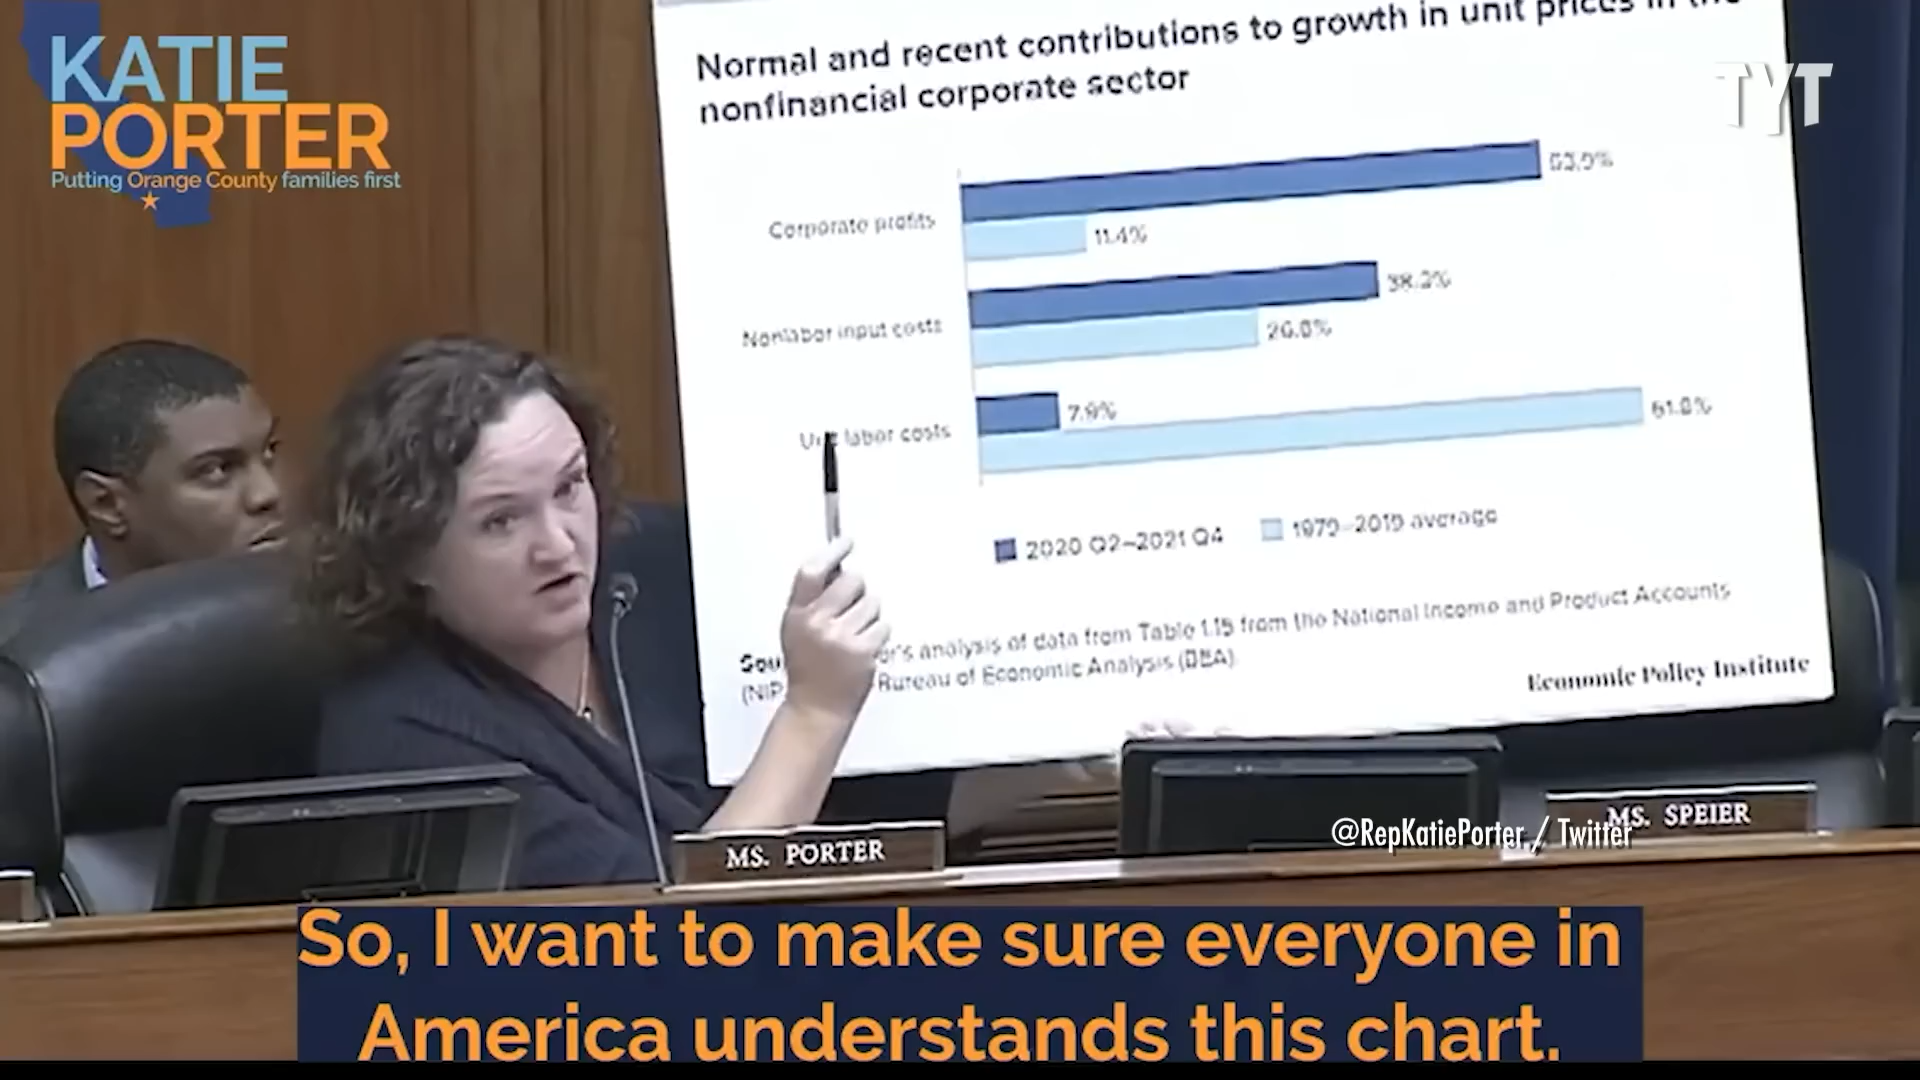 KATIE
PORTER
Putting Orange County families first
TYT
Normal and recent contributions to growth in unit prices in the
nonfinancial corporate sector
Corporate profits
53.9%
11.4%
Nonlabor input costs
38.3%
26.8%
labor costs
7.9%
61.8%
2020 Q2–2021 Q4
1979–2019 average
analysis of data from Table 1.15 from the National Income and Product Accounts
Bureau of Economic Analysis (BEA)
Economic Policy Institute
MS. PORTER
MS. SPEIER
@RepKatiePorter / Twitter
So, I want to make sure everyone in
America understands this chart.